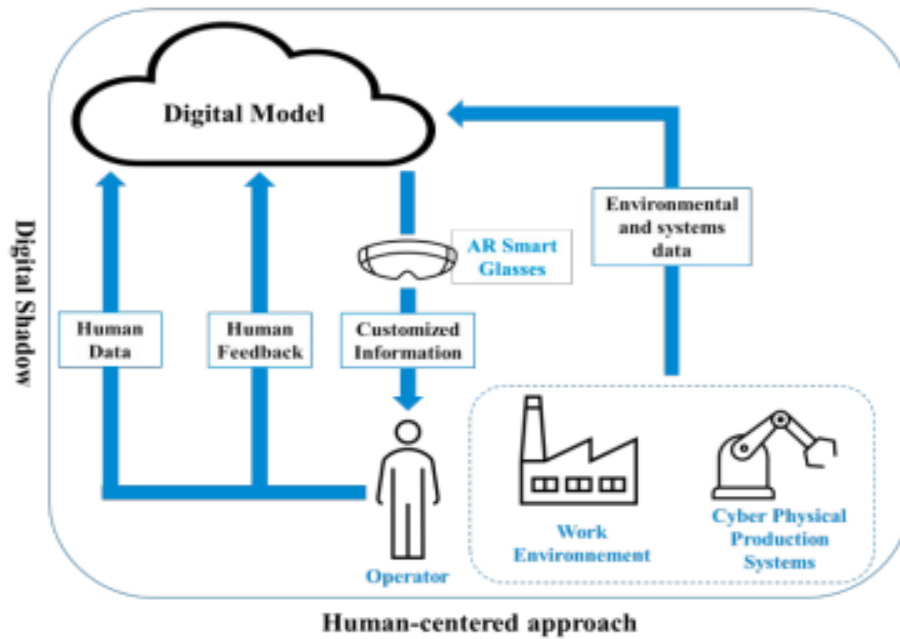 Digital Model
Environmental
and systems
data
AR Smart
Glasses
Digital Shadow
Human
Data
Human
Feedback
Customized
Information
Work
Environnement
Cyber Physical
Production
Systems
Operator
Human-centered approach